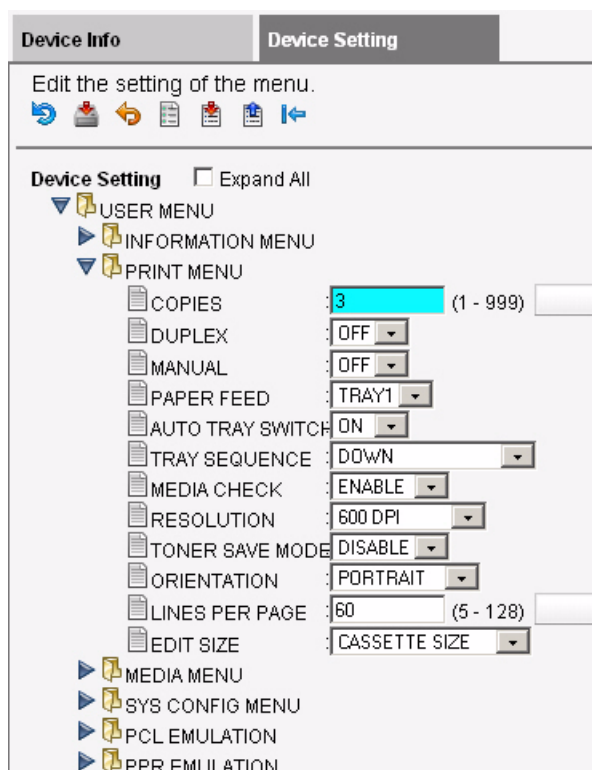 Device Info Device Setting
Edit the setting of the menu.
Device Setting Expand All
USER MENU
INFORMATION MENU
PRINT MENU
COPIES :3 (1 - 999)
DUPLEX :OFF
MANUAL :OFF
PAPER FEED :TRAY1
AUTO TRAY SWITCH ON
TRAY SEQUENCE :DOWN
MEDIA CHECK :ENABLE
RESOLUTION :600 DPI
TONER SAVE MODE DISABLE
ORIENTATION :PORTRAIT
LINES PER PAGE :60 (5 - 128)
EDIT SIZE :CASSETTE SIZE
MEDIA MENU
SYS CONFIG MENU
PCL EMULATION
PPR EMULATION